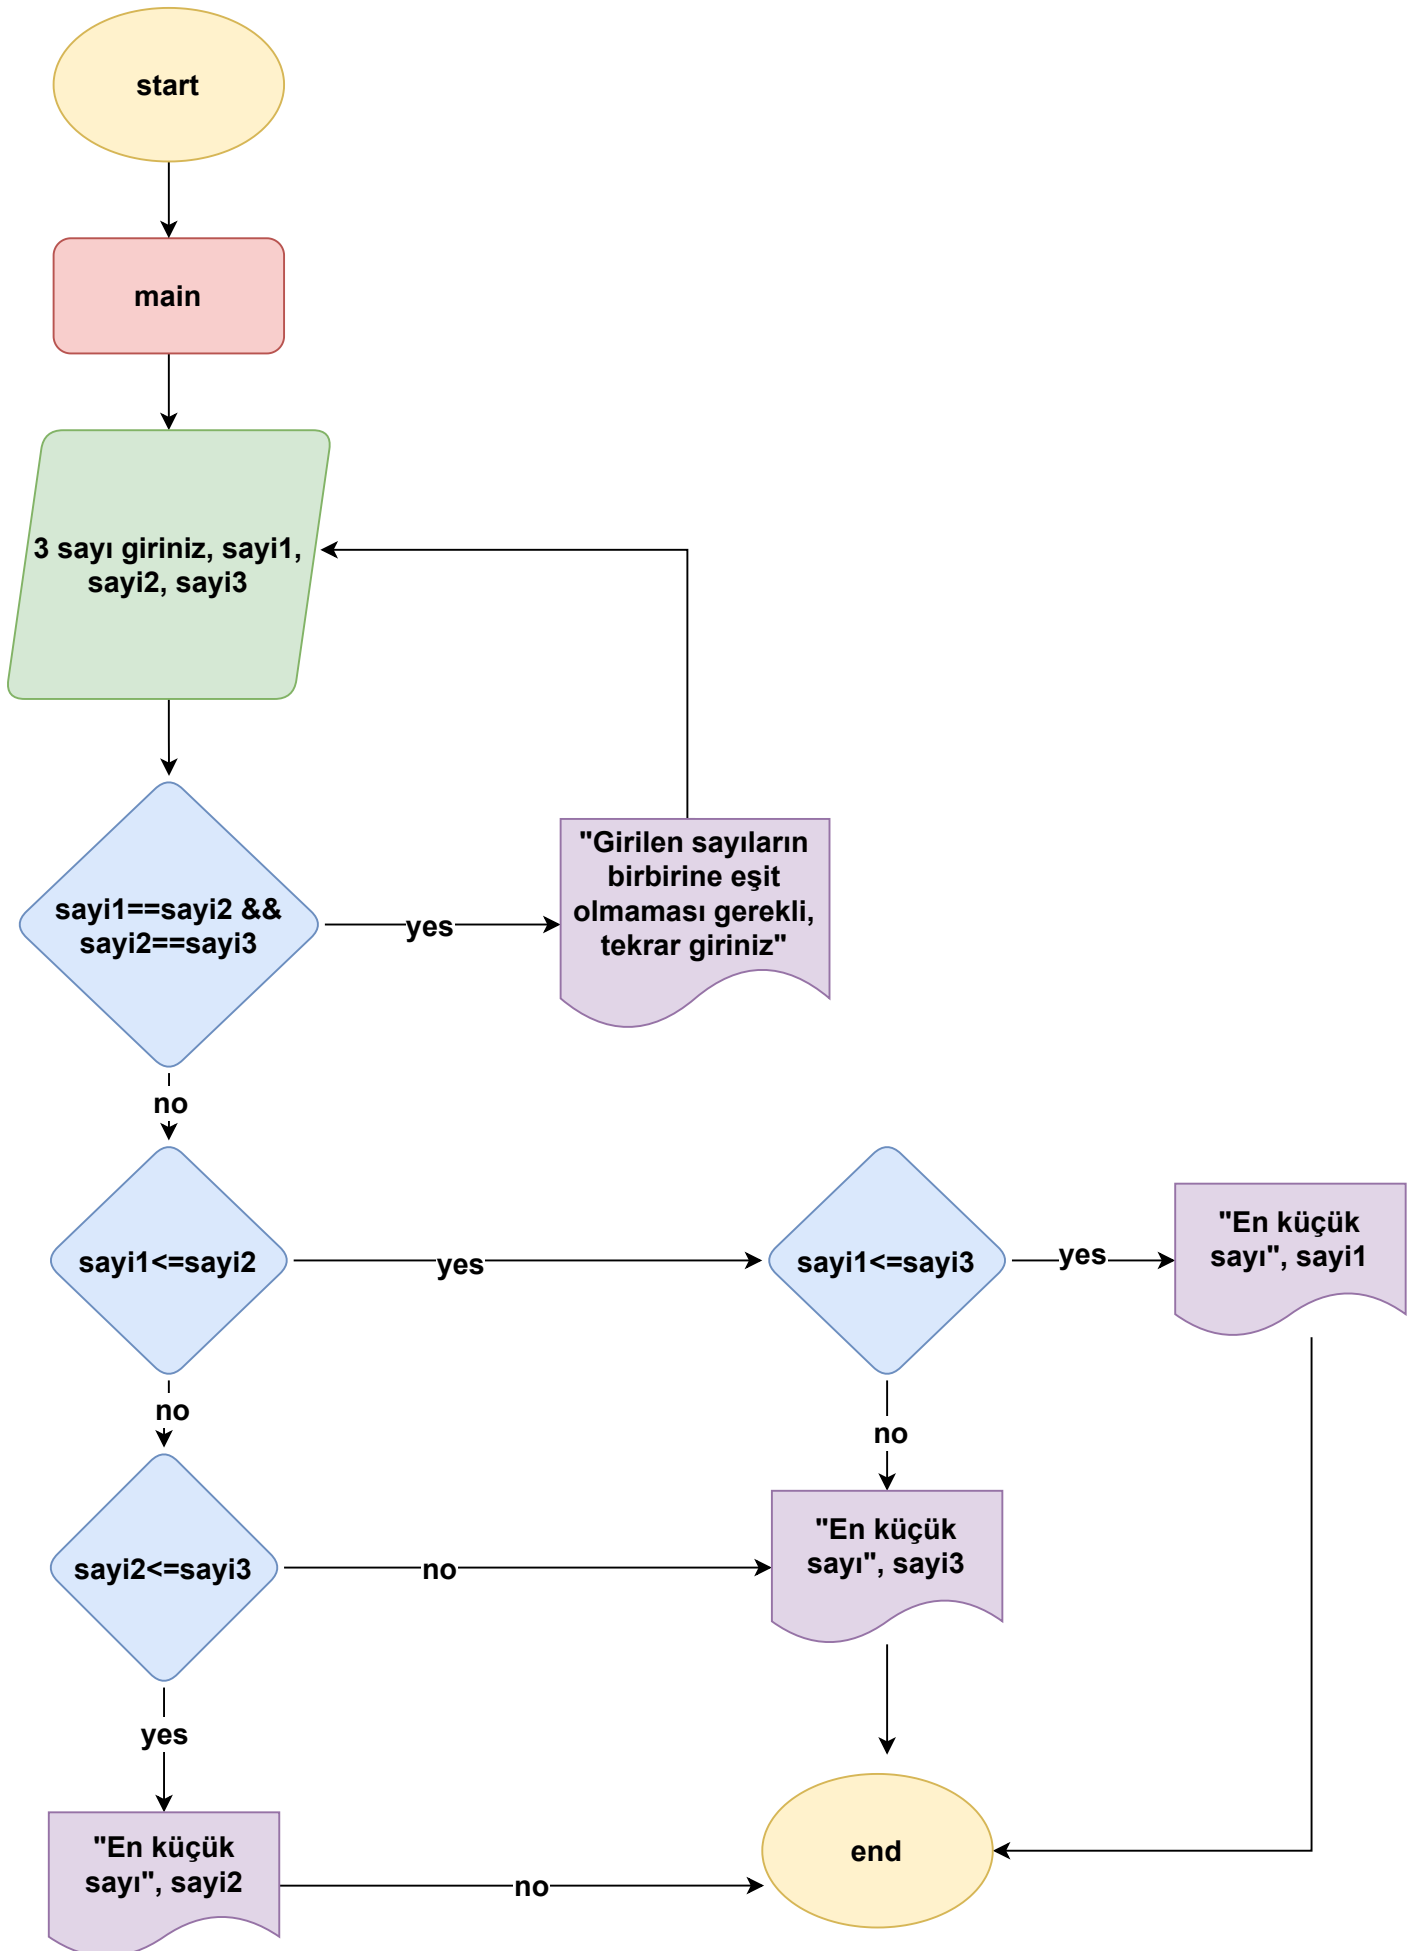 start
main
3 sayı giriniz, sayi1,
sayi2, sayi3
sayi1==sayi2 &&
sayi2==sayi3
yes
"Girilen sayıların
birbirine eşit
olmaması gerekli,
tekrar giriniz"
no
sayi1<=sayi2
yes
sayi1<=sayi3
yes
"En küçük
sayı", sayi1
no
no
sayi2<=sayi3
no
"En küçük
sayı", sayi3
yes
"En küçük
sayı", sayi2
no
end